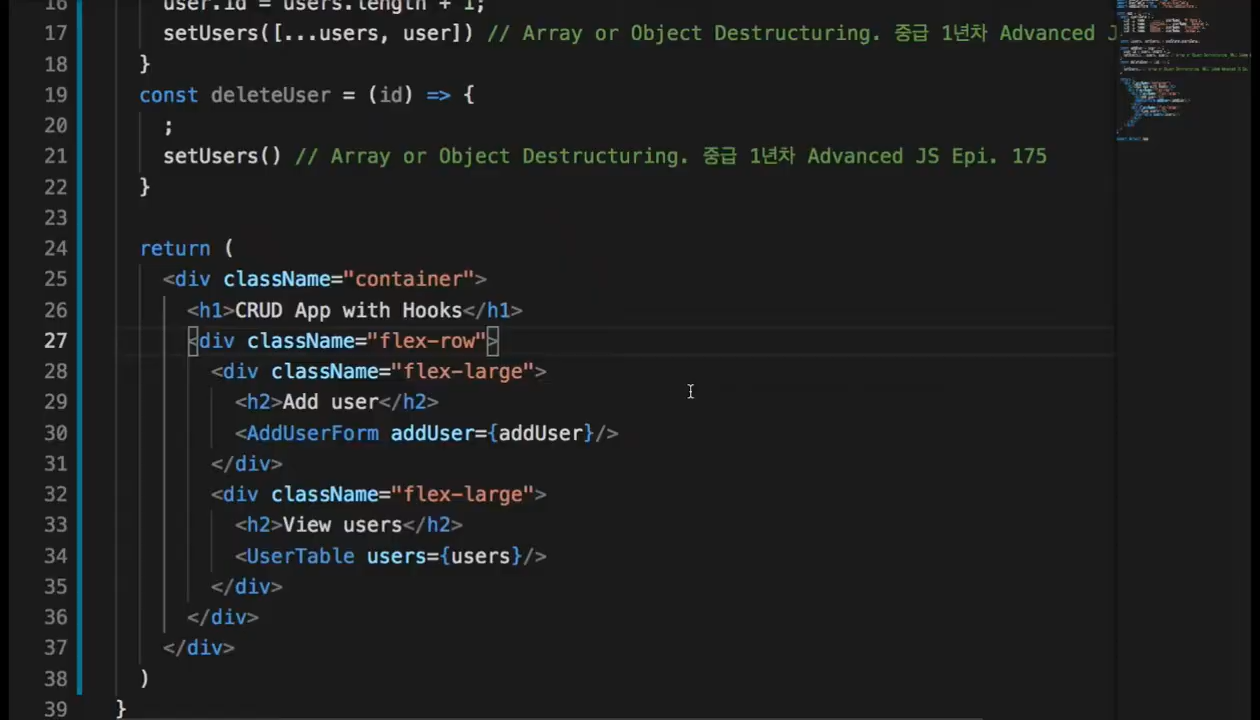 16 user.id = users.length + 1;
17 setUsers([...users, user]) // Array or Object Destructuring. 중급 1년차 Advanced J
18 }
19 const deleteUser = (id) => {
20 ;
21 setUsers() // Array or Object Destructuring. 중급 1년차 Advanced JS Epi. 175
22 }
23
24 return (
25 <div className="container">
26 <h1>CRUD App with Hooks</h1>
27 <div className="flex-row">
28 <div className="flex-large">
29 <h2>Add user</h2>
30 <AddUserForm addUser={addUser}/>
31 </div>
32 <div className="flex-large">
33 <h2>View users</h2>
34 <UserTable users={users}/>
35 </div>
36 </div>
37 </div>
38 )
39 }